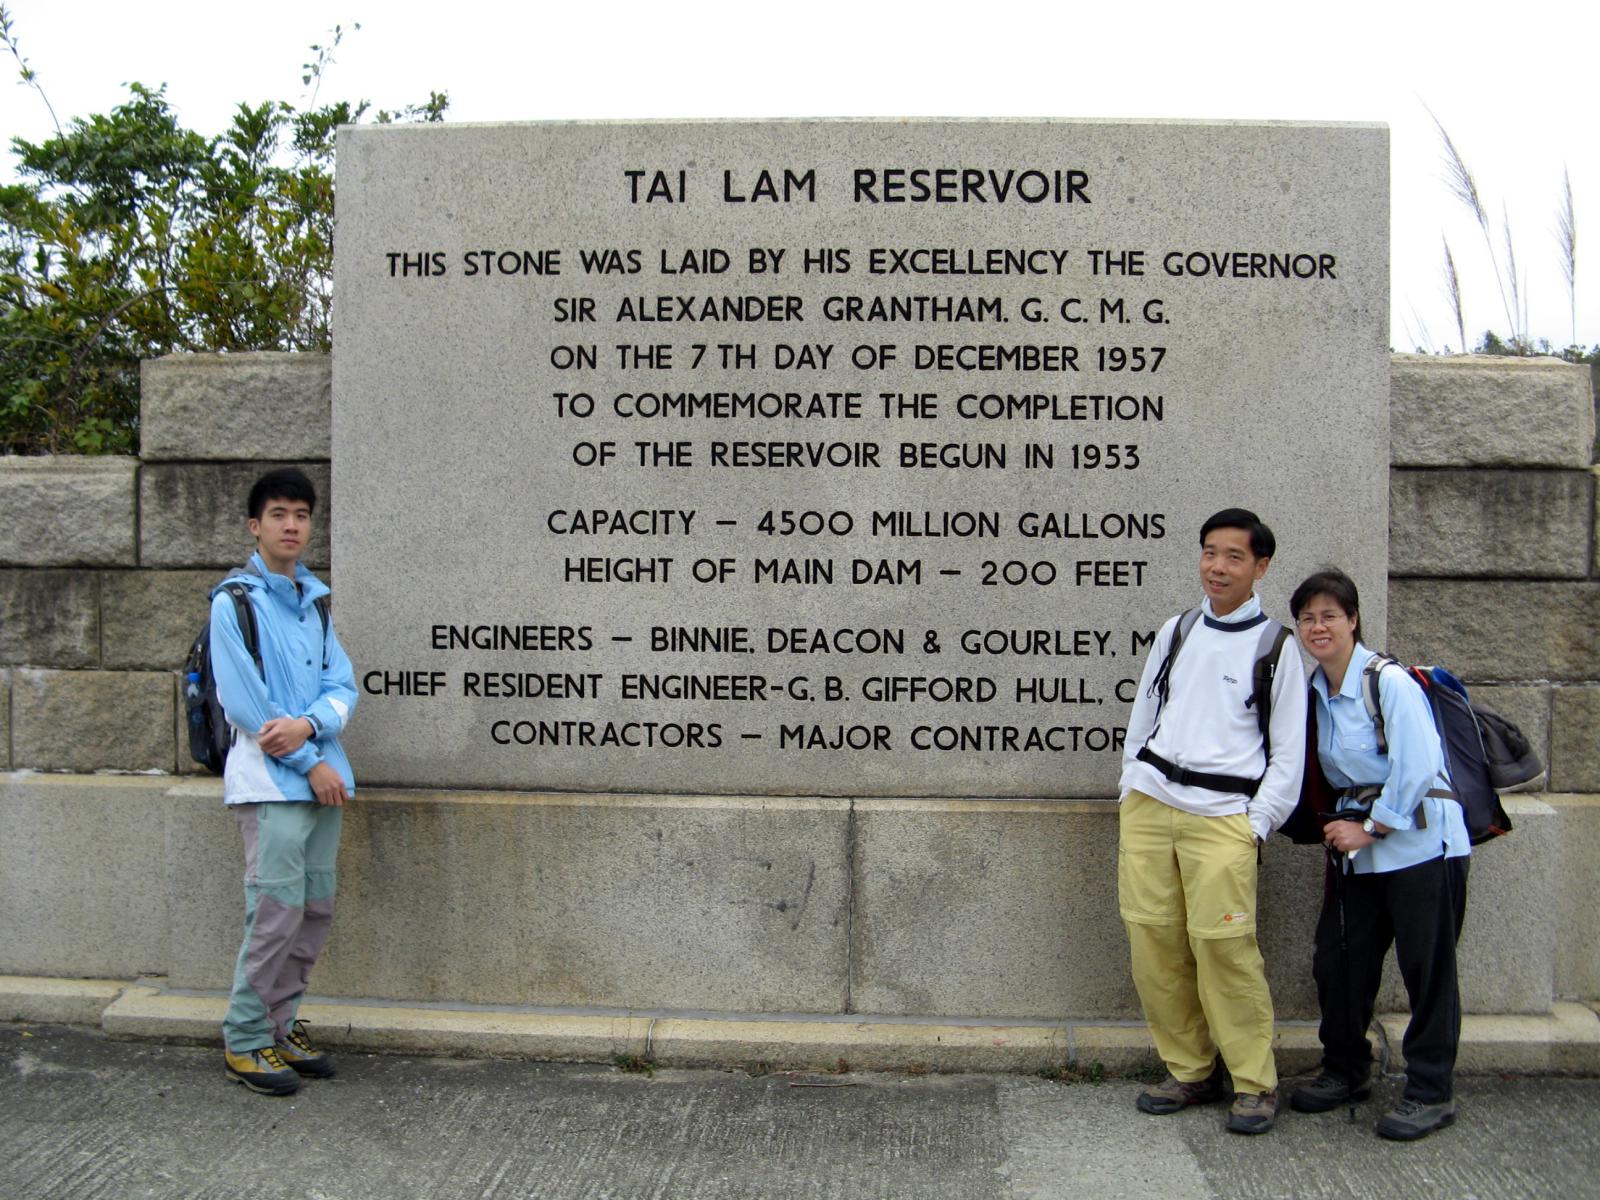 TAI LAM RESERVOIR
THIS STONE WAS LAID BY HIS EXCELLENCY THE GOVERNOR
SIR ALEXANDER GRANTHAM. G. C. M. G.
ON THE 7 TH DAY OF DECEMBER 1957
TO COMMEMORATE THE COMPLETION
OF THE RESERVOIR BEGUN IN 1953
CAPACITY – 4500 MILLION GALLONS
HEIGHT OF MAIN DAM – 200 FEET
ENGINEERS – BINNIE, DEACON & GOURLEY,
CHIEF RESIDENT ENGINEER-G. B. GIFFORD HULL,
CONTRACTORS – MAJOR CONTRACTOR